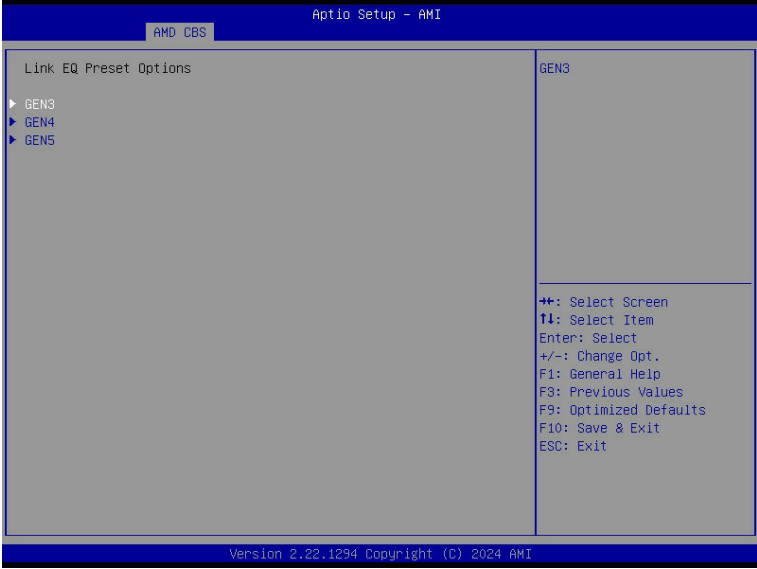 Aptio Setup – AMI
AMD CBS
Link EQ Preset Options
GEN3
GEN4
GEN5
GEN3
→←: Select Screen
↑↓: Select Item
Enter: Select
+/-: Change Opt.
F1: General Help
F3: Previous Values
F9: Optimized Defaults
F10: Save & Exit
ESC: Exit
Version 2.22.1294 Copyright (C) 2024 AMI